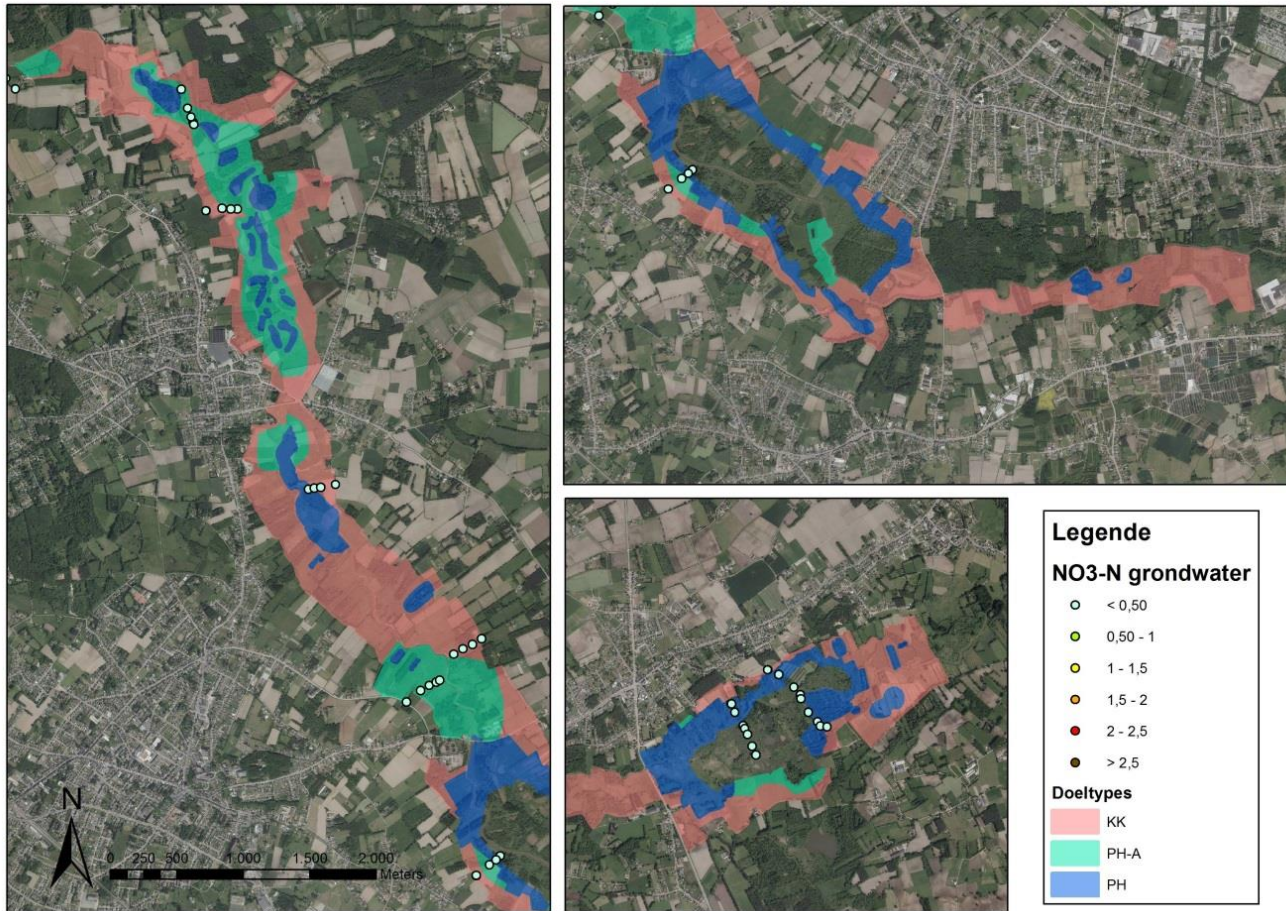 Legende
NO3-N grondwater
< 0,50
0,50 - 1
1 - 1,5
1,5 - 2
2 - 2,5
> 2,5
Doeltypes
KK
PH-A
PH
N
0 250 500 1.000 1.500 2.000
Meters